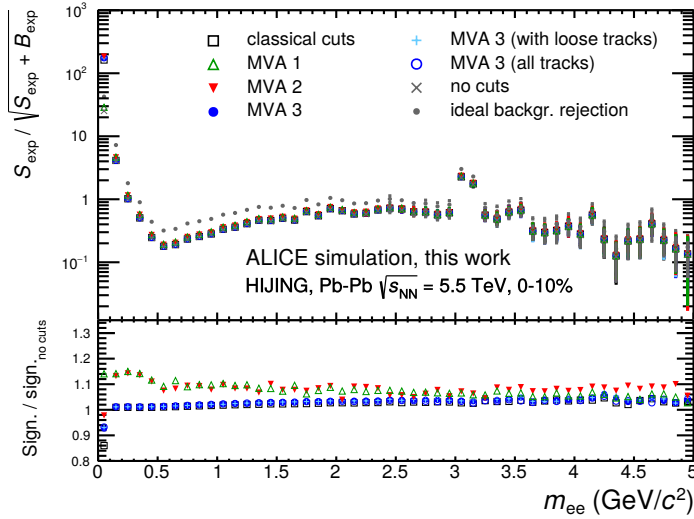 S_exp / √S_exp + B_exp
10³
10²
10
1
10⁻¹
classical cuts
MVA 1
MVA 2
MVA 3
MVA 3 (with loose tracks)
MVA 3 (all tracks)
no cuts
ideal backgr. rejection
ALICE simulation, this work
HIJING, Pb-Pb √s_NN = 5.5 TeV, 0-10%
Sign. / sign._no cuts
1.3
1.2
1.1
1
0.9
0.8
0 0.5 1 1.5 2 2.5 3 3.5 4 4.5 5
m_ee (GeV/c²)